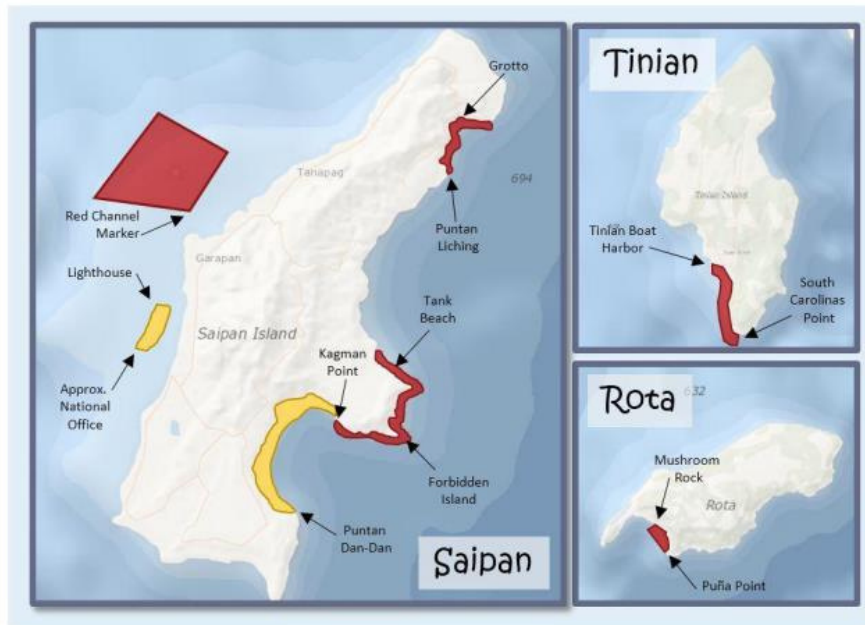 Grotto
694
Tanapag
Red Channel
Marker
Puntan
Liching
Garapan
Lighthouse
Tank
Beach
Saipan Island
Kagman
Point
Approx.
National
Office
Forbidden
Island
Puntan
Dan-Dan
Saipan
Tinian
Tinian Island
Tinian Boat
Harbor
South
Carolinas
Point
632
Rota
Mushroom
Rock
Rota
Puña Point